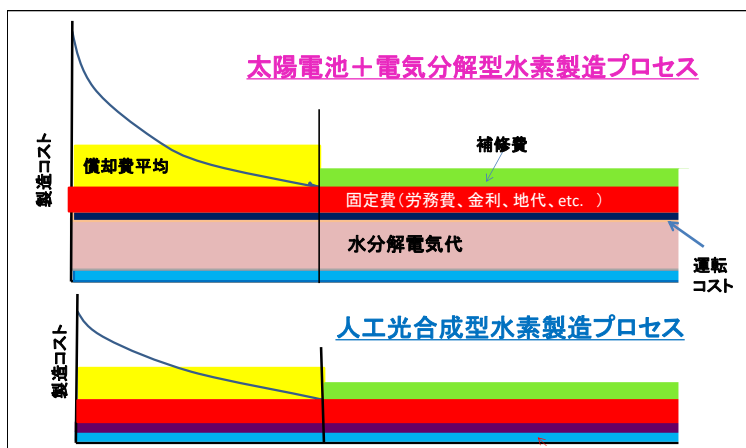 太陽電池＋電気分解型水素製造プロセス
製造コスト
償却費平均
補修費
固定費（労務費、金利、地代、etc. ）
水分解電気代
運転
コスト
人工光合成型水素製造プロセス
製造コスト